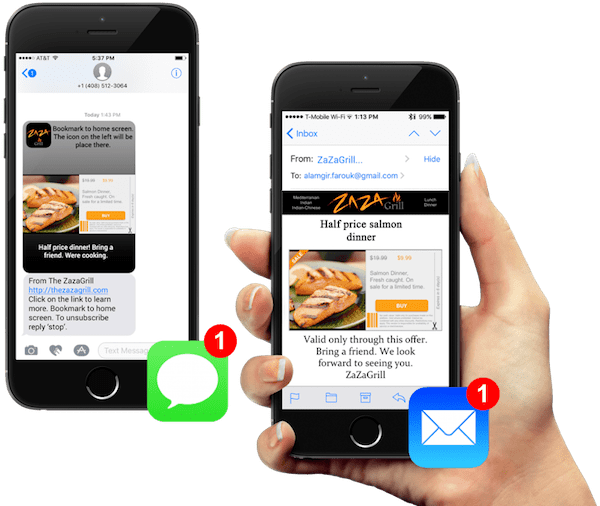 AT&T
5:37 PM
1
+1 (408) 512-3064
Today 1:43 PM
ZAZA
Grill
Bookmark to home screen.
The icon on the left will be
place there.
Salmon Dinner,
Fresh caught. On
sale for a limited time.
BUY
Half price dinner! Bring a
friend. Were cooking.
From The ZazaGrill
http://thezazagrill.com
Click on the link to learn
more. Bookmark to home
screen. To unsubscribe
reply 'stop'.
Text Messag
1
T-Mobile Wi-Fi
1:13 PM
99%
Inbox
From: ZaZaGrill...
Hide
To: alamgir.farouk@gmail.com
Mediterranean
Indian
Indian-Chinese
ZAZA
Grill
Lunch
Dinner
Half price salmon
dinner
SALE
$19.99 $9.99
Salmon Dinner,
Fresh caught. On
sale for a limited time.
BUY
Valid only through this offer.
Bring a friend. We look
forward to seeing you.
ZaZaGrill
1